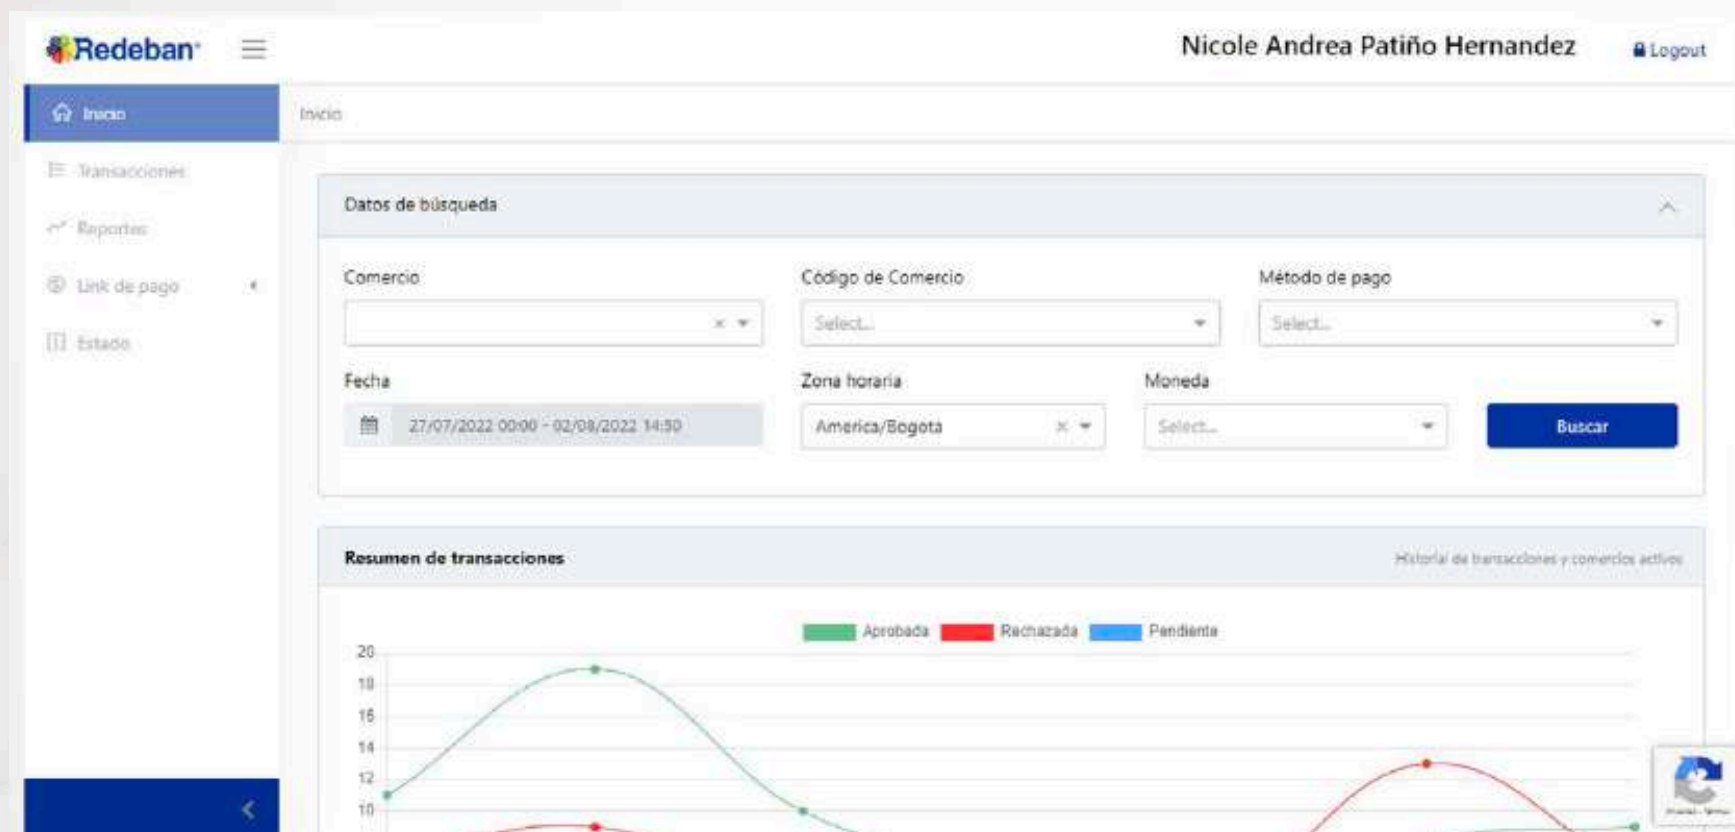 Redeban
Nicole Andrea Patiño Hernandez
Logout
Inicio
Inicio
Transacciones
Reportes
Link de pago
Estado
Datos de búsqueda
Comercio
Código de Comercio
Método de pago
Select...
Select...
Fecha
Zona horaria
Moneda
27/07/2022 00:00 - 02/08/2022 14:50
America/Bogota
Select...
Buscar
Resumen de transacciones
Historial de transacciones y comercios activos
Aprobada Rechazada Pendiente
20
18
16
14
12
10